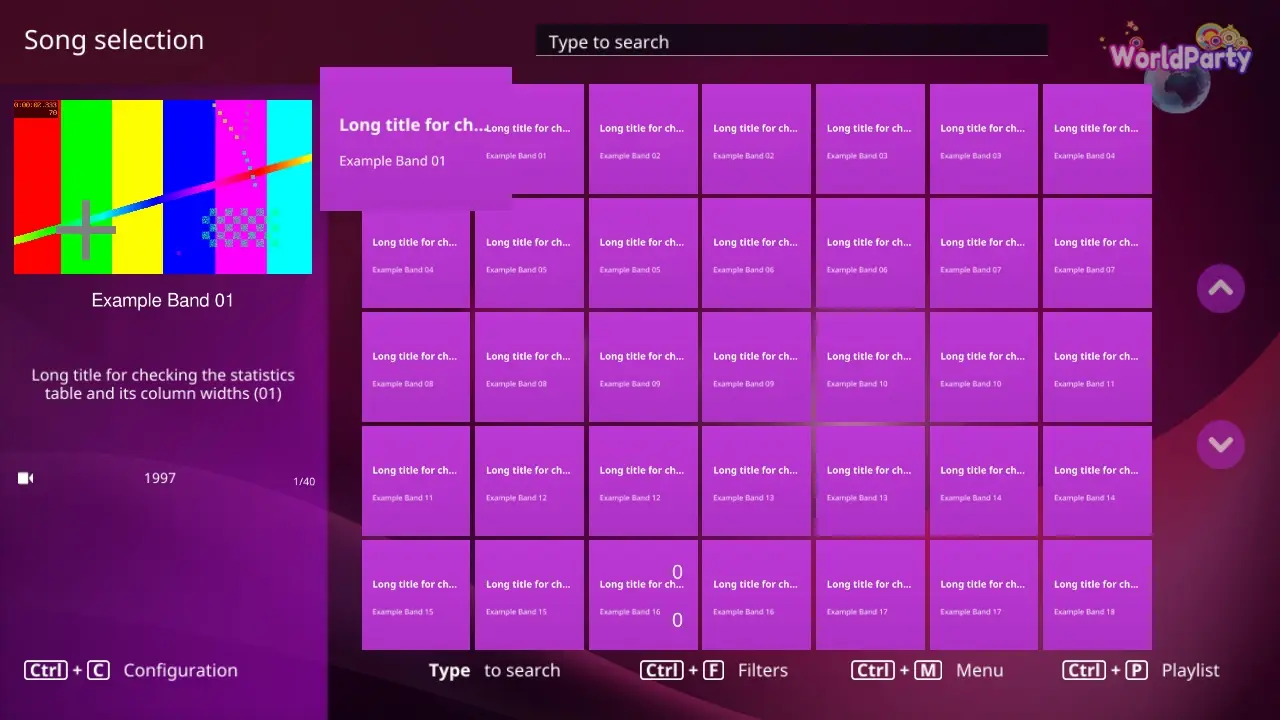 Song selection
Type to search
WorldParty
0:00:02.333
70
Example Band 01
Long title for checking the statistics
table and its column widths (01)
1997
1/40
Long title for ch...
Example Band 01
Long title for ch...
Example Band 01
Long title for ch...
Example Band 02
Long title for ch...
Example Band 02
Long title for ch...
Example Band 03
Long title for ch...
Example Band 03
Long title for ch...
Example Band 04
Long title for ch...
Example Band 04
Long title for ch...
Example Band 05
Long title for ch...
Example Band 05
Long title for ch...
Example Band 06
Long title for ch...
Example Band 06
Long title for ch...
Example Band 07
Long title for ch...
Example Band 07
Long title for ch...
Example Band 08
Long title for ch...
Example Band 08
Long title for ch...
Example Band 09
Long title for ch...
Example Band 09
Long title for ch...
Example Band 10
Long title for ch...
Example Band 10
Long title for ch...
Example Band 11
Long title for ch...
Example Band 11
Long title for ch...
Example Band 12
Long title for ch...
Example Band 12
Long title for ch...
Example Band 13
Long title for ch...
Example Band 13
Long title for ch...
Example Band 14
Long title for ch...
Example Band 14
Long title for ch...
Example Band 15
Long title for ch...
Example Band 15
0
Long title for ch...
Example Band 16
0
Long title for ch...
Example Band 16
Long title for ch...
Example Band 17
Long title for ch...
Example Band 17
Long title for ch...
Example Band 18
Ctrl + C Configuration
Type to search
Ctrl + F Filters
Ctrl + M Menu
Ctrl + P Playlist